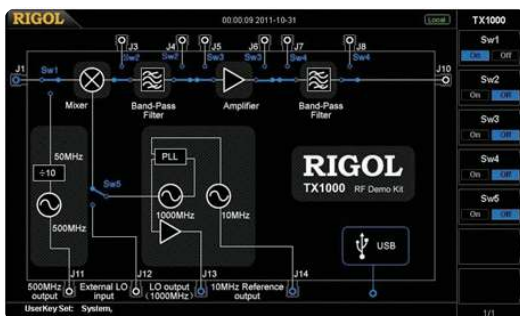 RIGOL 00:00:09 2011-10-31 Local TX1000
Sw1
On Off
Sw2
On Off
Sw3
On Off
Sw4
On Off
Sw5
On Off
1/1
J3 J4 J5 J6 J7 J8
Sw2 Sw2 Sw3 Sw3 Sw4 Sw4
J1 Sw1 J10
Mixer Band-Pass Filter Amplifier Band-Pass Filter
50MHz
÷10
500MHz
Sw5
PLL
1000MHz 10MHz
RIGOL
TX1000 RF Demo Kit
USB
J11 J12 J13 J14
500MHz output External LO input LO output (1000MHz) 10MHz Reference output
UserKey Set: System,